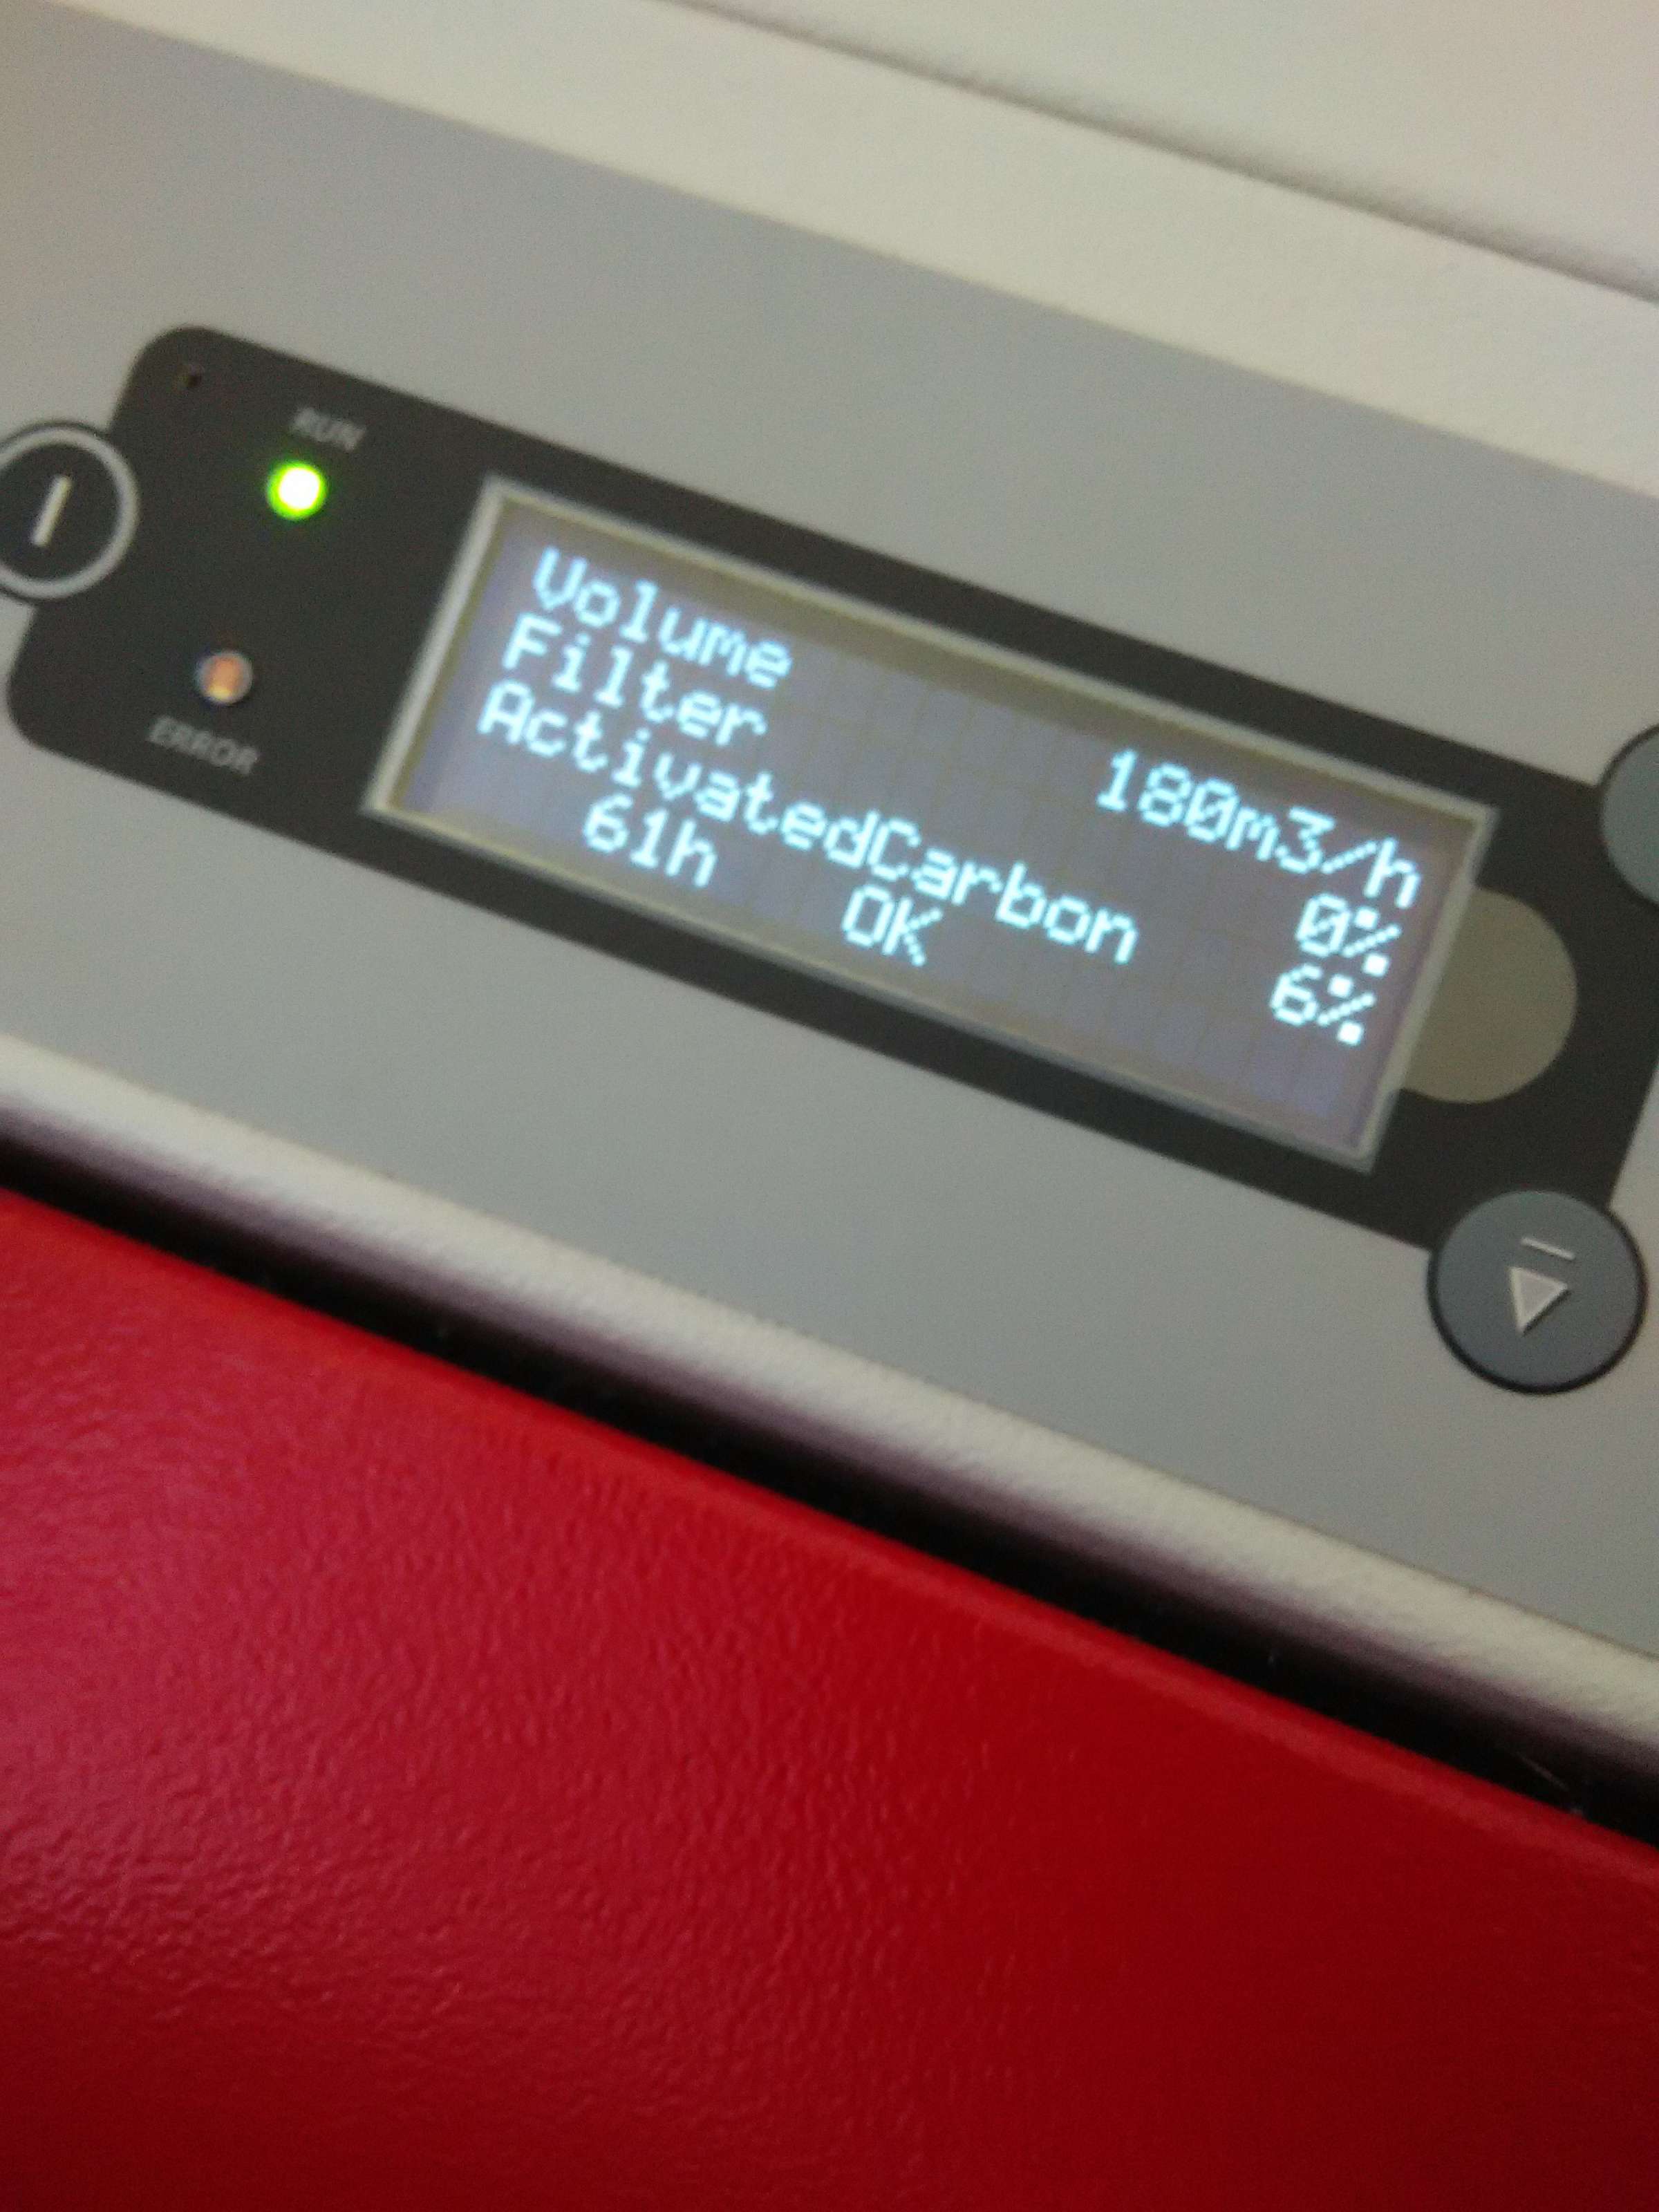 RUN
ERROR
Volume 180m3/h
Filter 0%
ActivatedCarbon 6%
61h OK